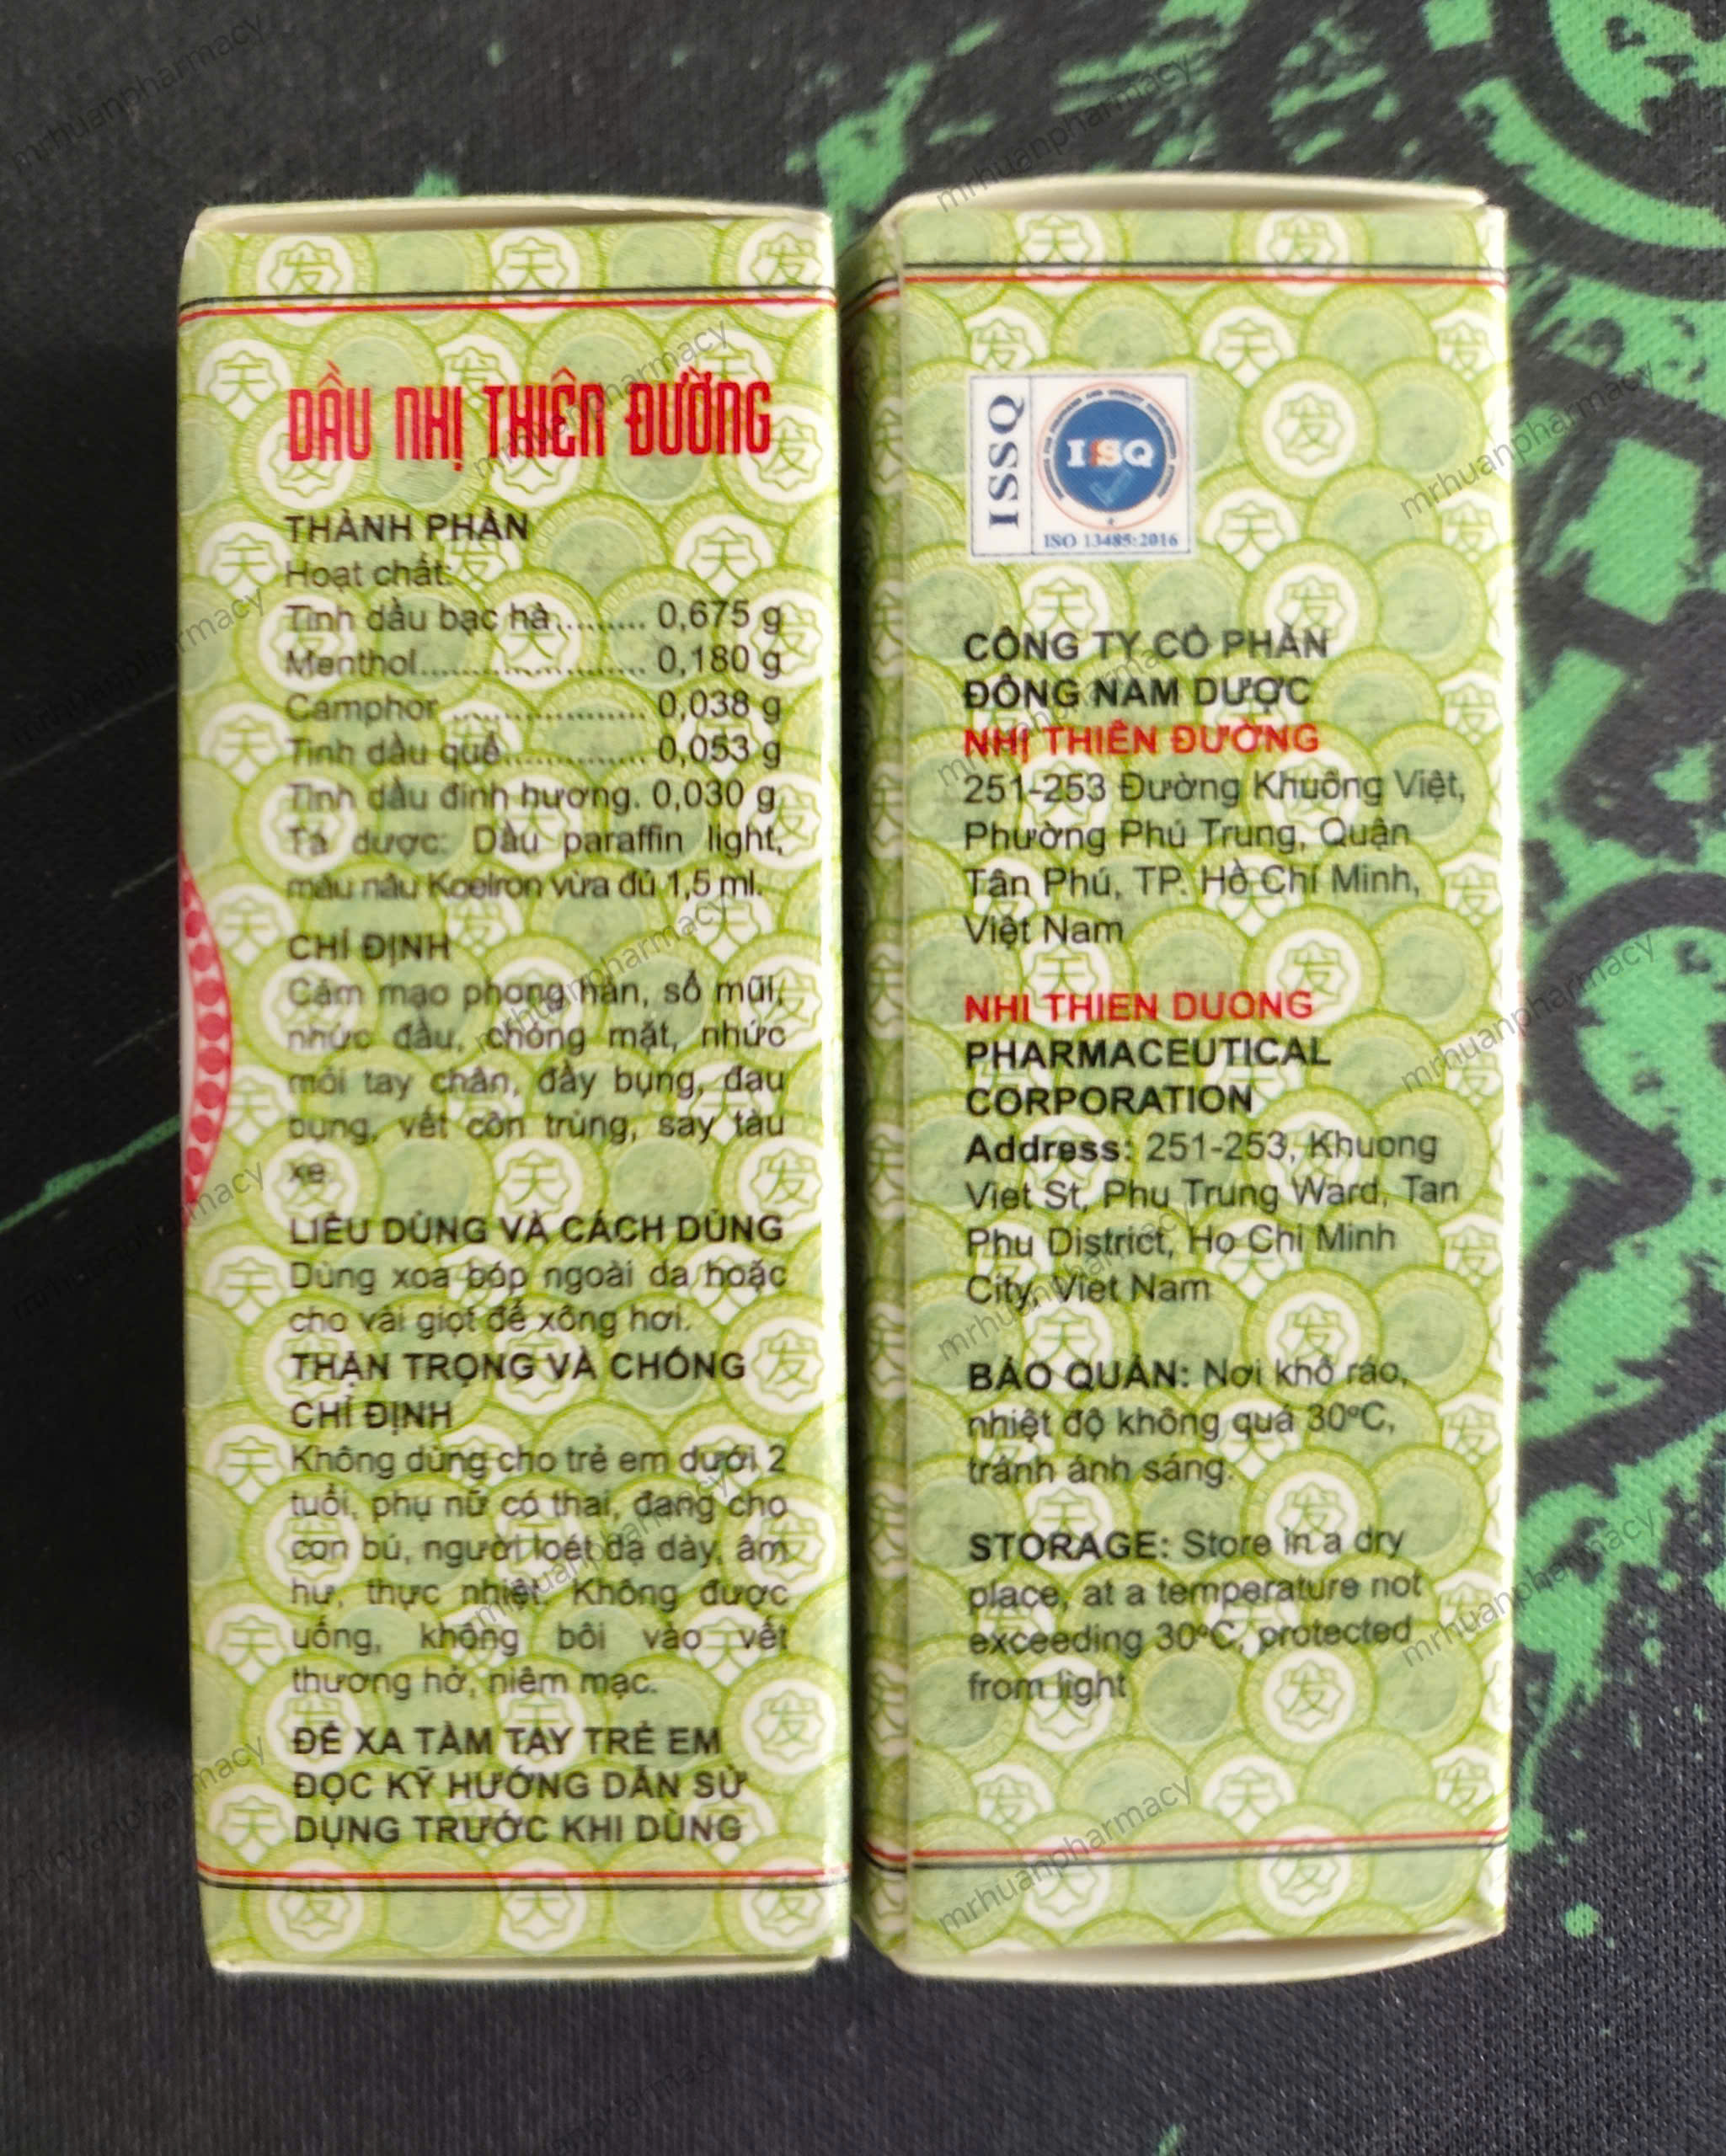 DẦU NHỊ THIÊN ĐƯỜNG
THÀNH PHẦN
Hoạt chất:
Tinh dầu bạc hà......... 0,675 g
Menthol....................... 0,180 g
Camphor .................... 0,038 g
Tinh dầu quế............... 0,053 g
Tinh dầu đinh hương. 0,030 g
Tá dược: Dầu paraffin light,
màu nâu Koeiron vừa đủ 1,5 ml.
CHỈ ĐỊNH
Cảm mạo phong hàn, sổ mũi,
nhức đầu, chóng mặt, nhức
mỏi tay chân, đầy bụng, đau
bụng, vết côn trùng, say tàu
xe
LIỀU DÙNG VÀ CÁCH DÙNG
Dùng xoa bóp ngoài da hoặc
cho vài giọt để xông hơi.
THẬN TRỌNG VÀ CHỐNG
CHỈ ĐỊNH
Không dùng cho trẻ em dưới 2
tuổi, phụ nữ có thai, đang cho
con bú, người loét dạ dày, âm
hư, thực nhiệt. Không được
uống, không bôi vào vết
thương hở, niêm mạc.
ĐỂ XA TẦM TAY TRẺ EM
ĐỌC KỸ HƯỚNG DẪN SỬ
DỤNG TRƯỚC KHI DÙNG
ISSQ
ISSQ
ISO 13485:2016
CÔNG TY CỔ PHẦN
ĐÔNG NAM DƯỢC
NHỊ THIÊN ĐƯỜNG
251-253 Đường Khuông Việt,
Phường Phú Trung, Quận
Tân Phú, TP. Hồ Chí Minh,
Việt Nam
NHI THIEN DUONG
PHARMACEUTICAL
CORPORATION
Address: 251-253, Khuong
Viet St, Phu Trung Ward, Tan
Phu District, Ho Chi Minh
City, Viet Nam
BẢO QUẢN: Nơi khô ráo,
nhiệt độ không quá 30ºC,
tránh ánh sáng.
STORAGE: Store in a dry
place, at a temperature not
exceeding 30ºC, protected
from light
mrhuanpharmacy